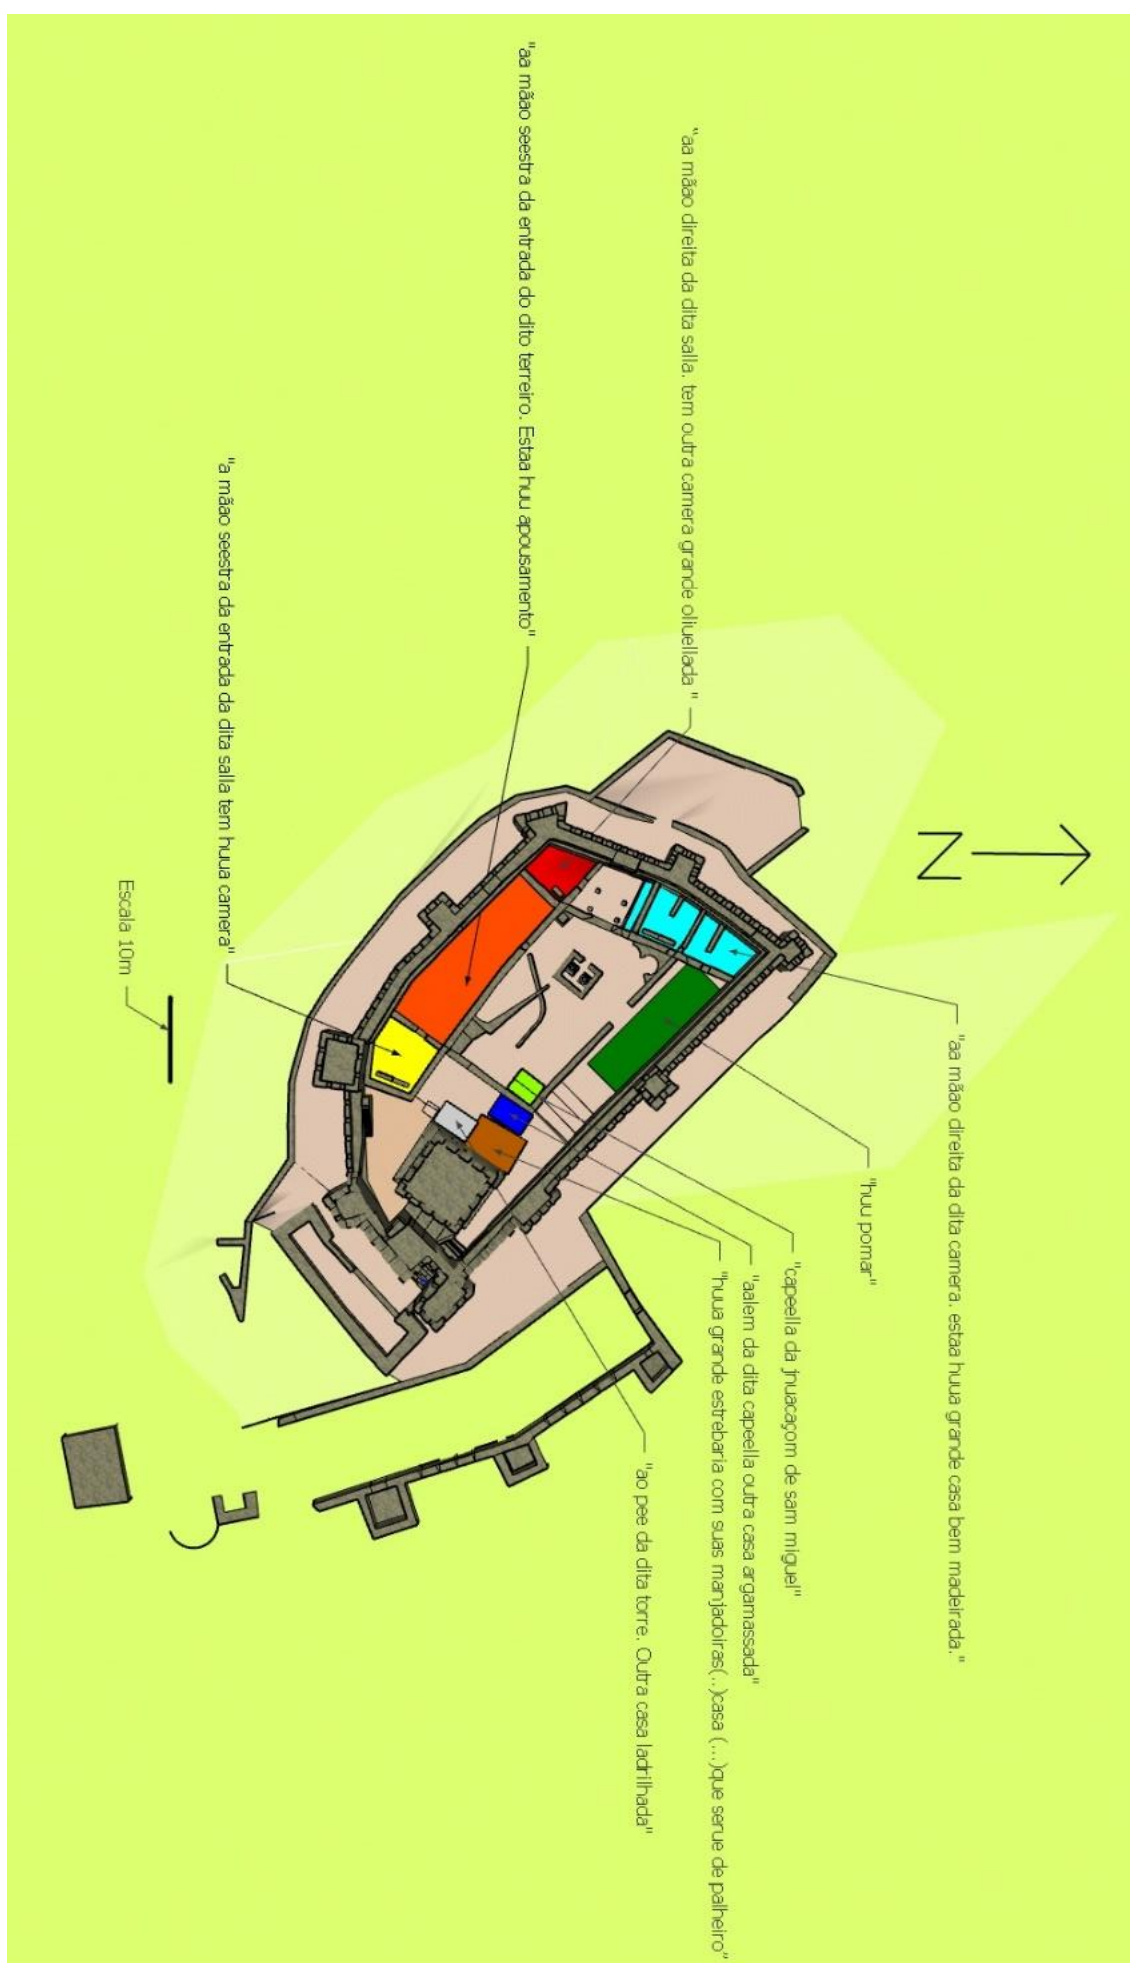 "aa mãao direita da dita camera. estaa huua grande casa bem madeirada."
N
"huu pomar"
"capeella da jnuacaçom de sam miguel"
"aalem da dita capeella outra casa argamassada"
"huua grande estrebaria com suas manjadoiras(..)casa (...)que serue de palheiro"
"aa mãao direita da dita salla. tem outra camera grande oliuellada "
"ao pee da dita torre. Outra casa ladrilhada"
"aa mãao seestra da entrada do dito terreiro. Estaa huu apousamento"
"a mãao seestra da entrada da dita salla tem huua camera"
Escala 10m